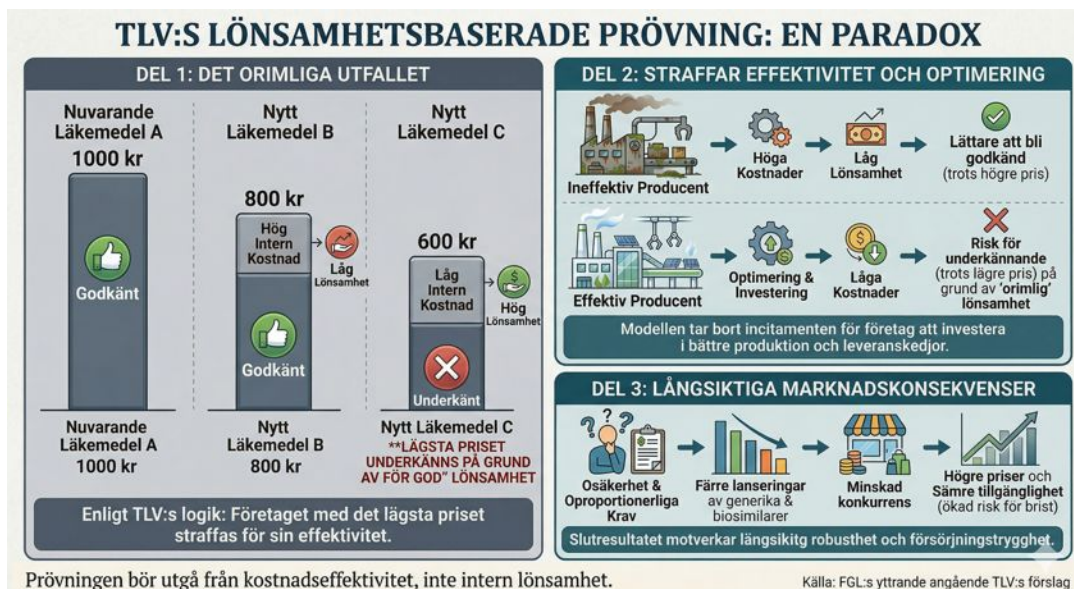 TLV:S LÖNSAMHETSBASERADE PRÖVNING: EN PARADOX
DEL 1: DET ORIMLIGA UTFALLET
Nuvarande
Läkemedel A
1000 kr
Godkänt
Nuvarande
Läkemedel A
1000 kr
Nytt
Läkemedel B
800 kr
Hög
Intern
Kostnad
Låg
Lönsamhet
Godkänt
Nytt
Läkemedel B
800 kr
Nytt
Läkemedel C
600 kr
Låg
Intern
Kostnad
Hög
Lönsamhet
Underkänt
Nytt Läkemedel C
**LÄGSTA PRISET
UNDERKÄNNS PÅ GRUND
AV FÖR GOD" LÖNSAMHET
Enligt TLV:s logik: Företaget med det lägsta priset
straffas för sin effektivitet.
DEL 2: STRAFFAR EFFEKTIVITET OCH OPTIMERING
Ineffektiv Producent
Höga
Kostnader
Låg
Lönsamhet
Lättare att bli
godkänd
(trots högre pris)
Effektiv Producent
Optimering &
Investering
Låga
Kostnader
Risk för
underkännande
(trots lägre pris) på
grund av 'orimlig'
lönsamhet
Modellen tar bort incitamenten för företag att investera
i bättre produktion och leveranskedjor.
DEL 3: LÅNGSIKTIGA MARKNADSKONSEKVENSER
Osäkerhet &
Oproportionerliga
Krav
Färre lanseringar
av generika &
biosimilarer
Minskad
konkurrens
Högre priser och
Sämre tillgänglighet
(ökad risk för brist)
Slutresultatet motverkar längsikitg robusthet och försörjningstrygghet.
Prövningen bör utgå från kostnadseffektivitet, inte intern lönsamhet.
Källa: FGL:s yttrande angående TLV:s förslag